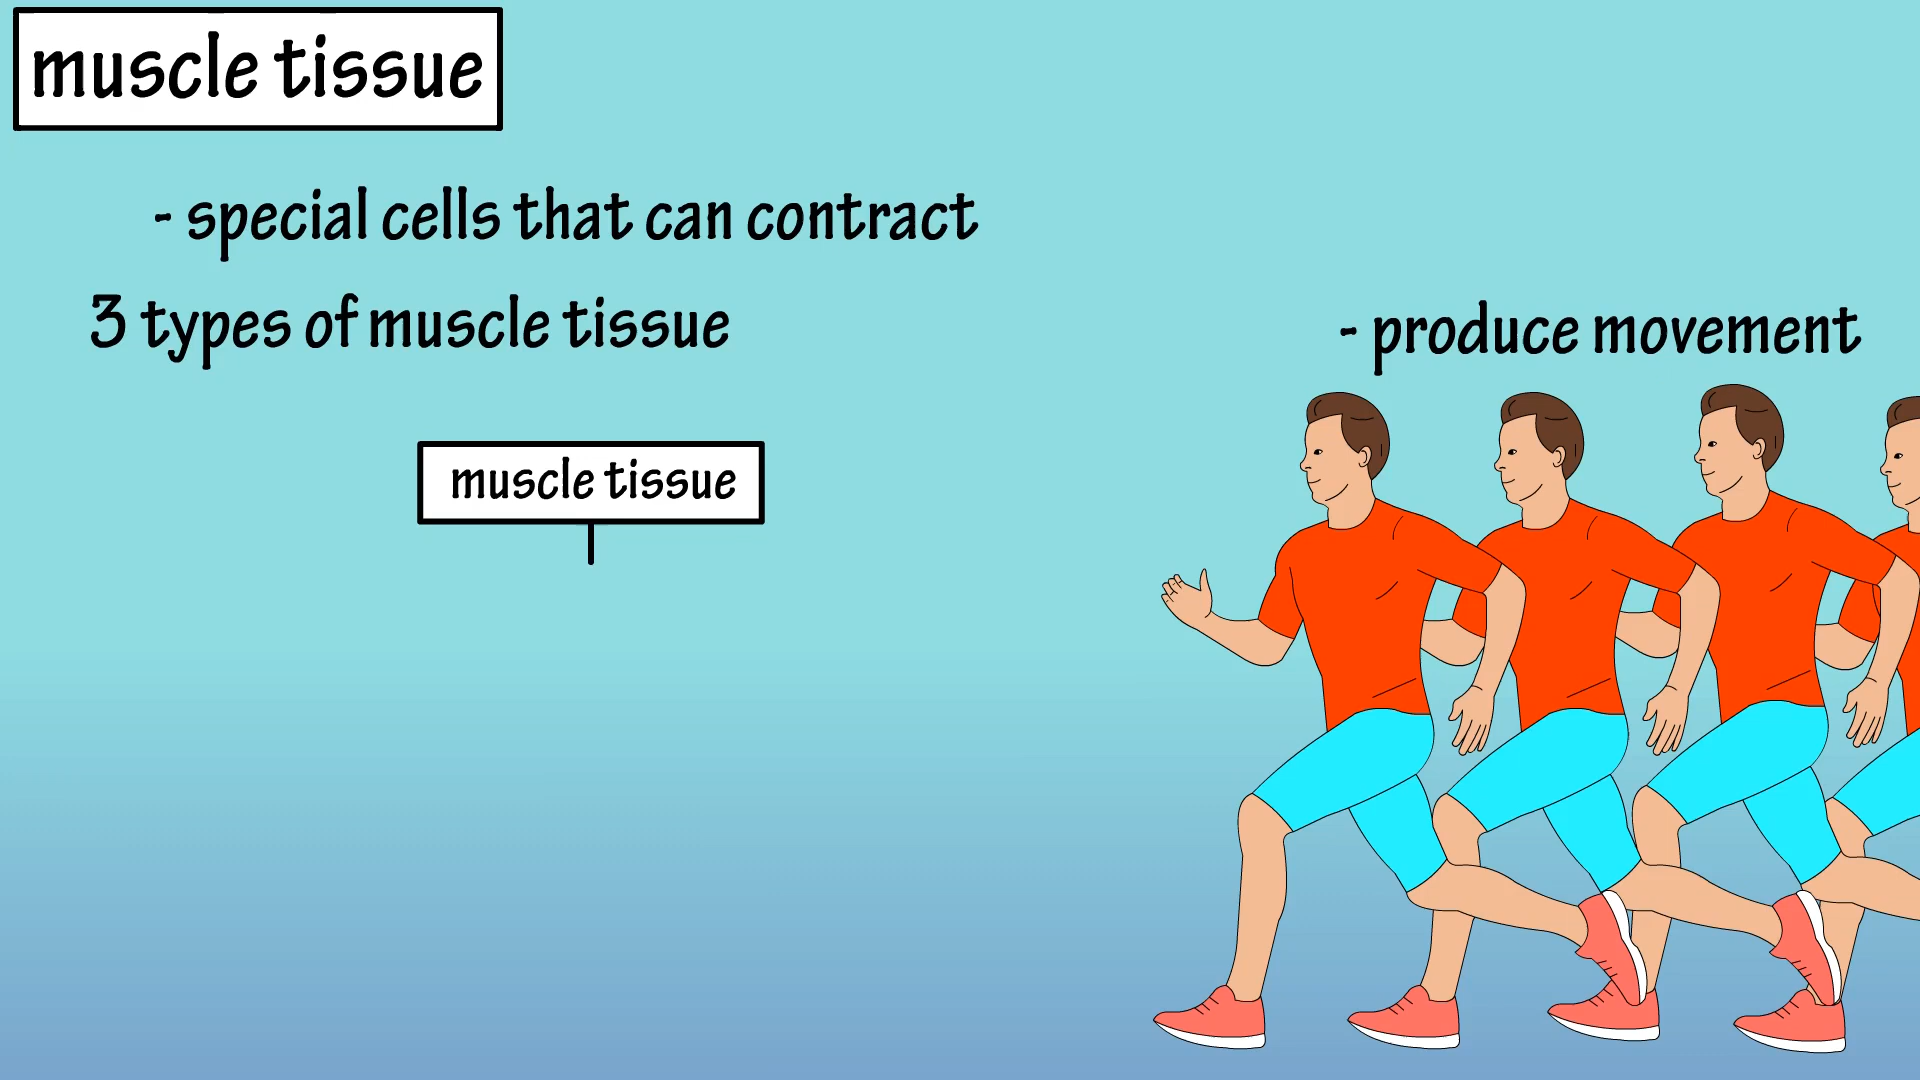 muscle tissue
- special cells that can contract
3 types of muscle tissue
- produce movement
muscle tissue